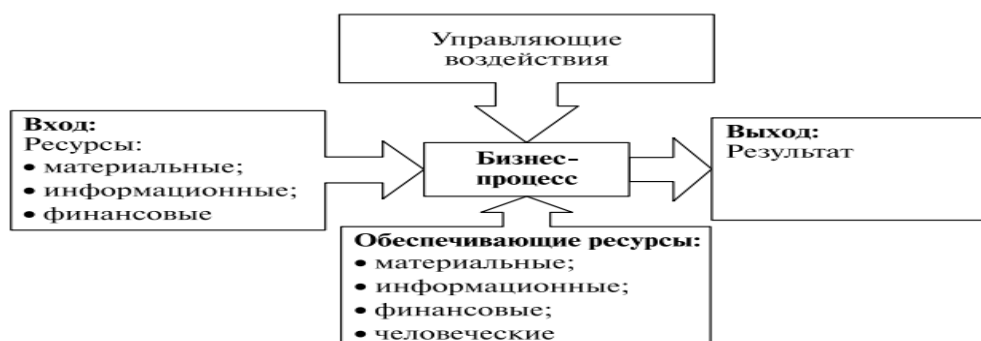 Управляющие
воздействия
Вход:
Ресурсы:
• материальные;
• информационные;
• финансовые
Бизнес-
процесс
Выход:
Результат
Обеспечивающие ресурсы:
• материальные;
• информационные;
• финансовые;
• человеческие